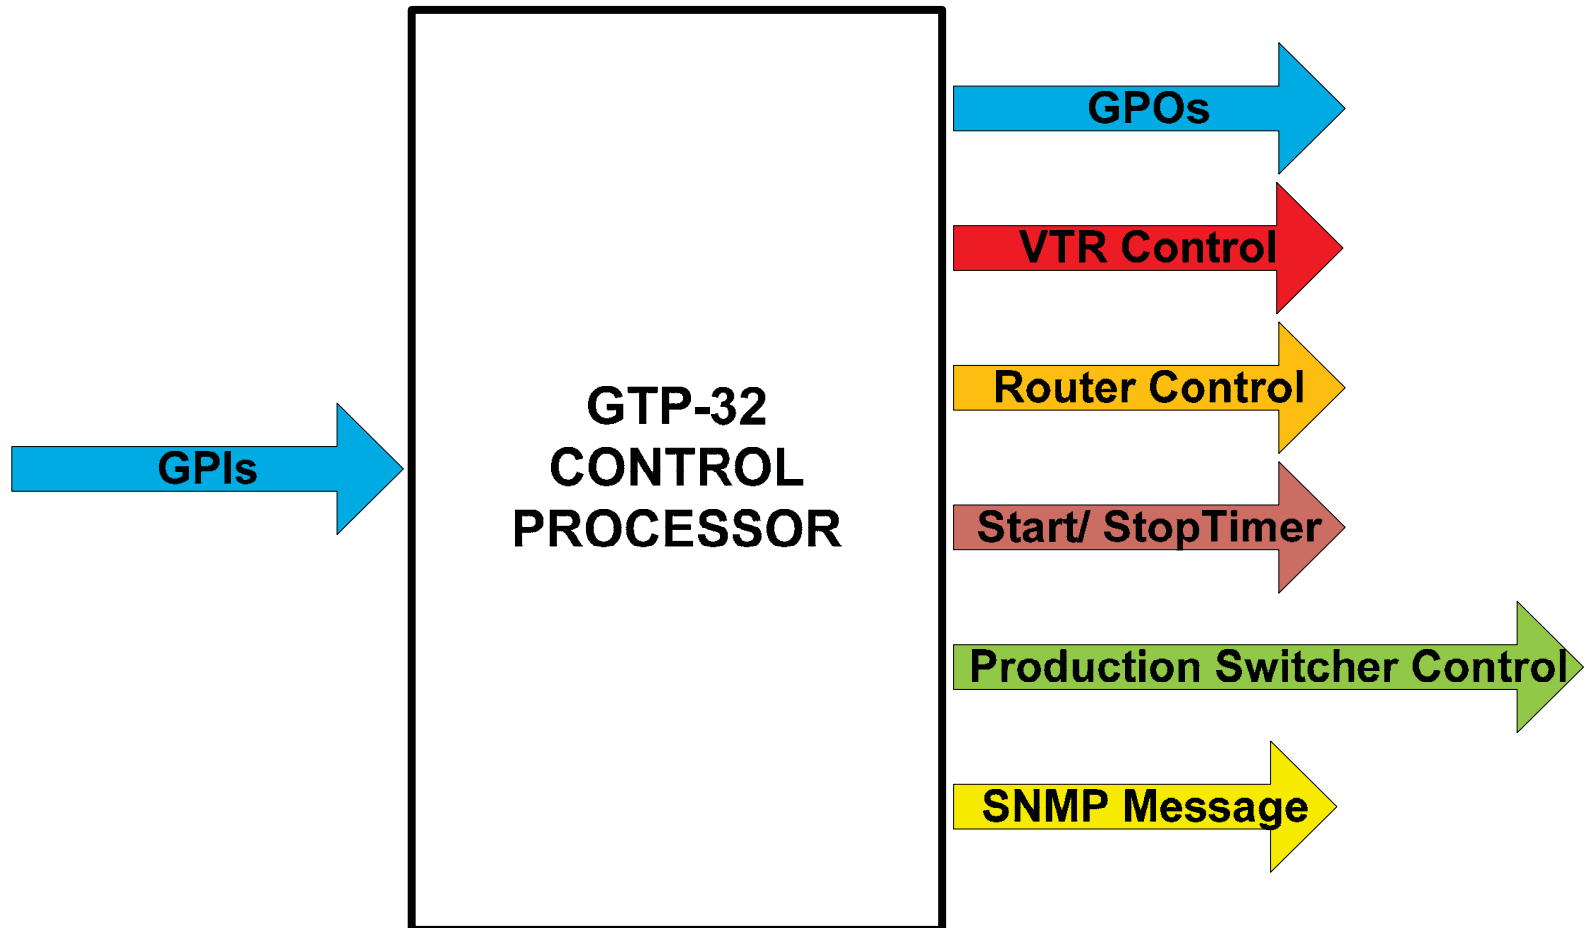 GPIs
GTP-32
CONTROL
PROCESSOR
GPOs
VTR Control
Router Control
Start/ StopTimer
Production Switcher Control
SNMP Message